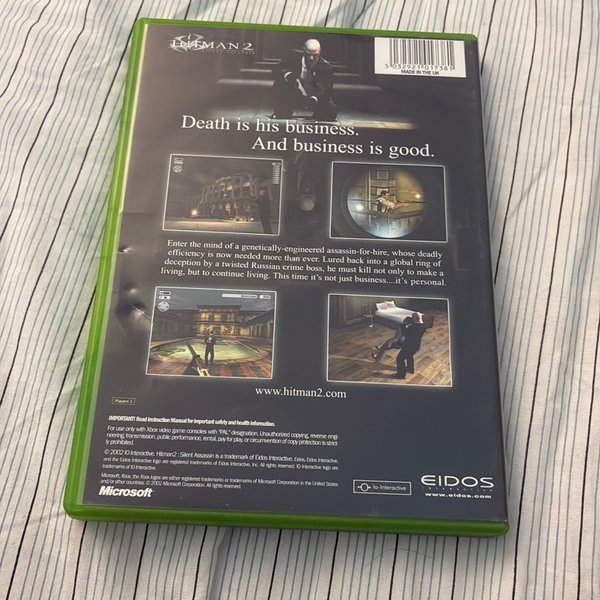 HITMAN 2
5 032921 017381
MADE IN THE UK
Death is his business.
And business is good.
Enter the mind of a genetically-engineered assassin-for-hire, whose deadly
efficiency is now needed more than ever. Lured back into a global ring of
deception by a twisted Russian crime boss, he must kill not only to make a
living, but to continue living. This time it's not just business....it's personal.
www.hitman2.com
Players 1
IMPORTANT! Read Instruction Manual for important safety and health information.
For use only with Xbox video game consoles with "PAL" designation. Unauthorized copying, reverse engi-
neering, transmission, public performance, rental, pay for play, or circumvention of copy protection is strict-
ly prohibited.
© 2002 IO Interactive. Hitman2 : Silent Assassin is a trademark of Eidos Interactive. Eidos, Eidos Interactive,
and the Eidos Interactive logo are registered trademarks of Eidos Interactive, Inc. All rights reserved. IO Interactive logo are
trademarks of IO Interactive.
Microsoft, Xbox, the Xbox logos are either registered trademarks or trademarks of Microsoft Corporation in the United States
and/or other countries. © 2002 Microsoft Corporation. All rights reserved.
Microsoft
Io-Interactive
EIDOS
INTERACTIVE
www.eidos.com